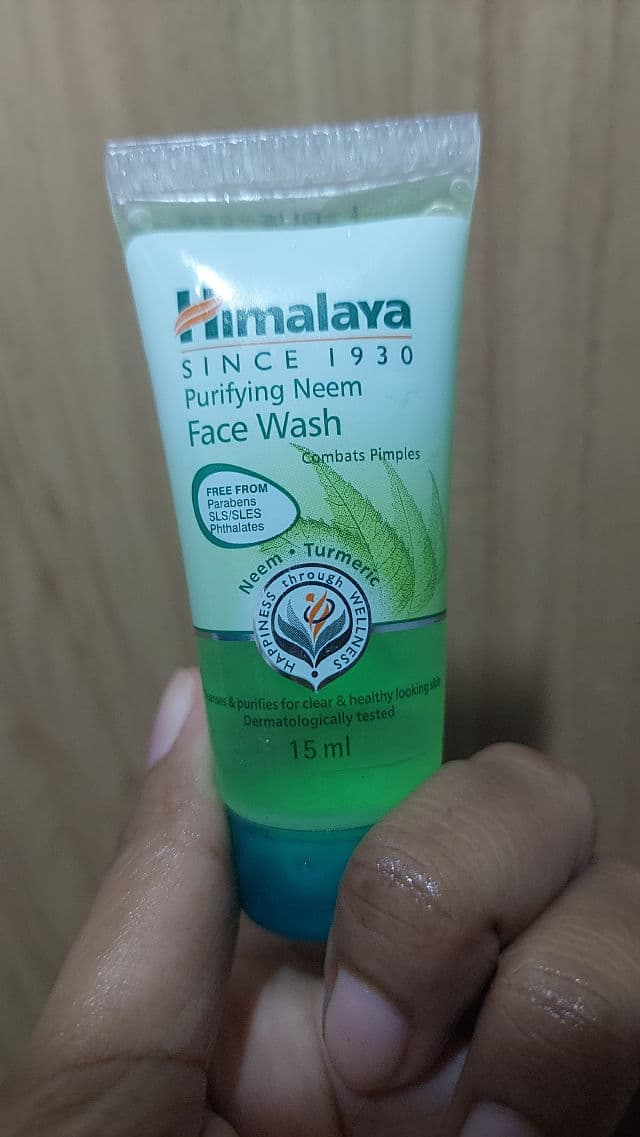 Himalaya
SINCE 1930
Purifying Neem
Face Wash
Combats Pimples
FREE FROM
Parabens
SLS/SLES
Phthalates
Neem • Turmeric
HAPPINESS through WELLNESS
& purifies for clear & healthy looking skin
Dermatologically tested
15 ml